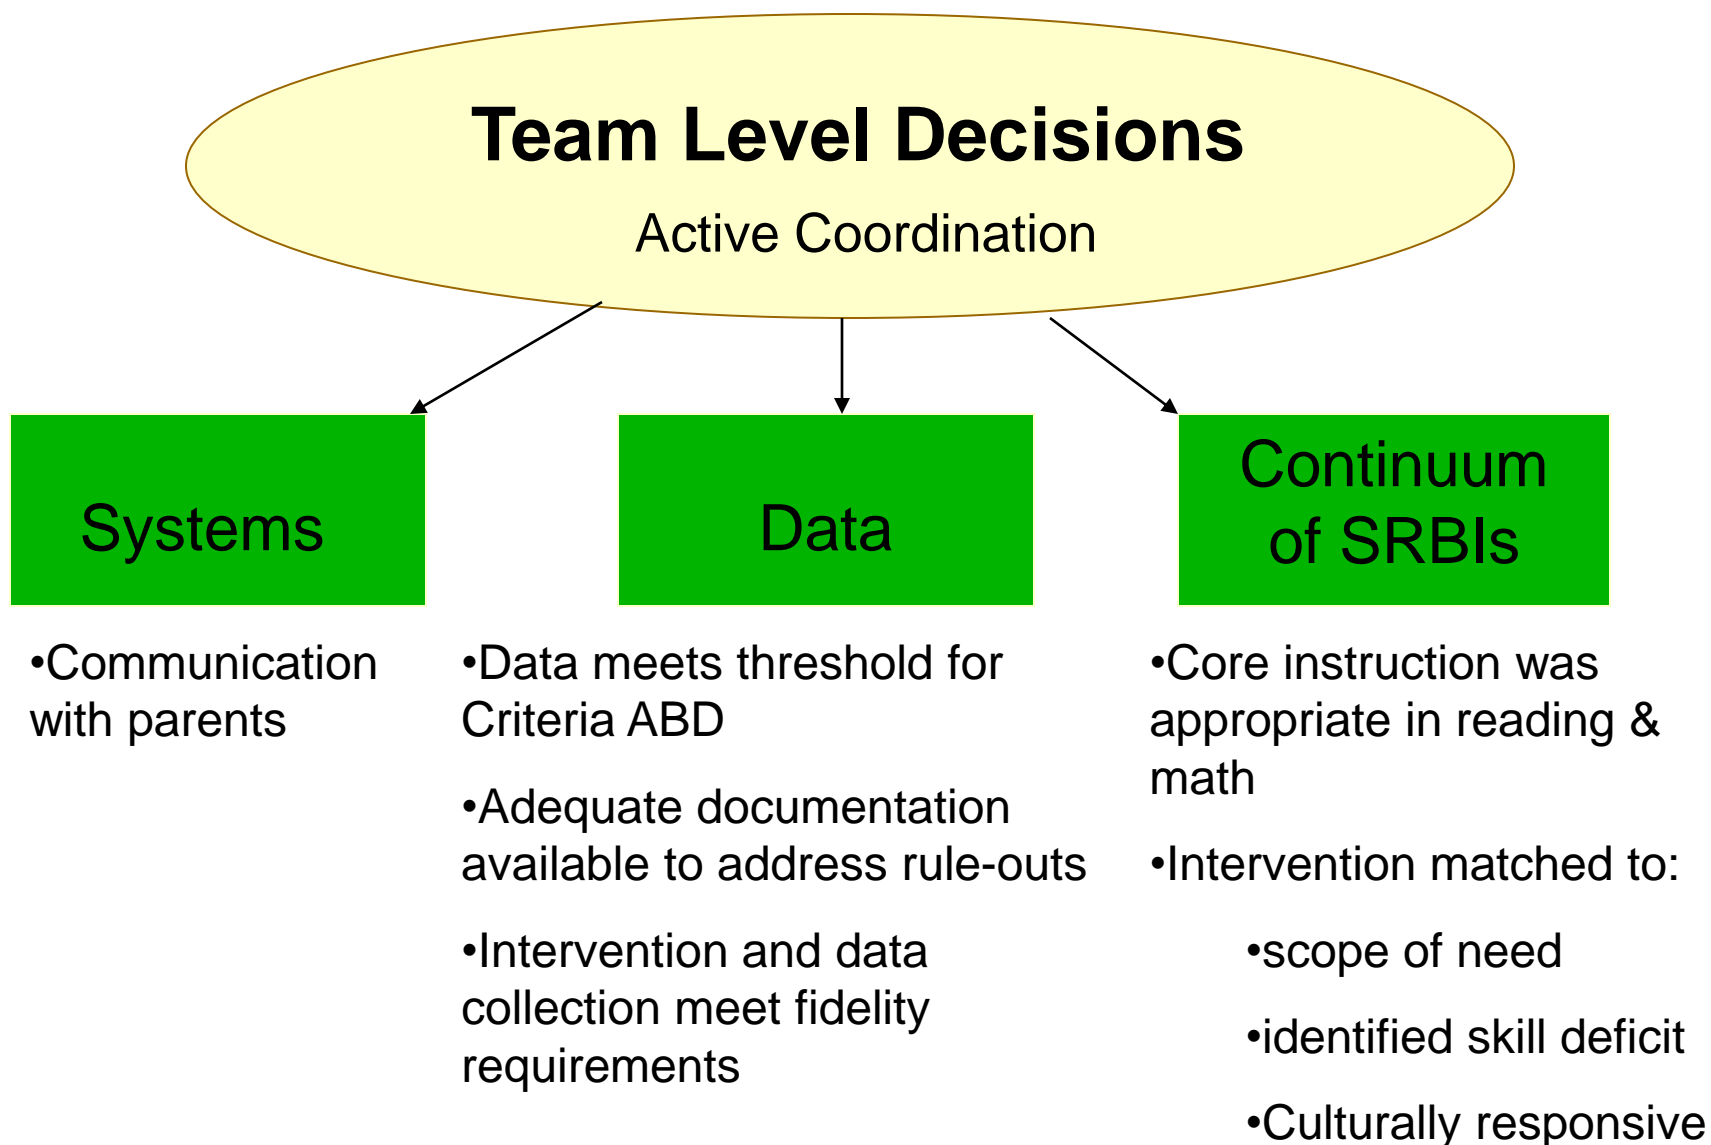 Team Level Decisions
Active Coordination
Systems
Data
Continuum
of SRBIs
•Communication
with parents
•Data meets threshold for
Criteria ABD
•Adequate documentation
available to address rule-outs
•Intervention and data
collection meet fidelity
requirements
•Core instruction was
appropriate in reading &
math
•Intervention matched to:
•scope of need
•identified skill deficit
•Culturally responsive